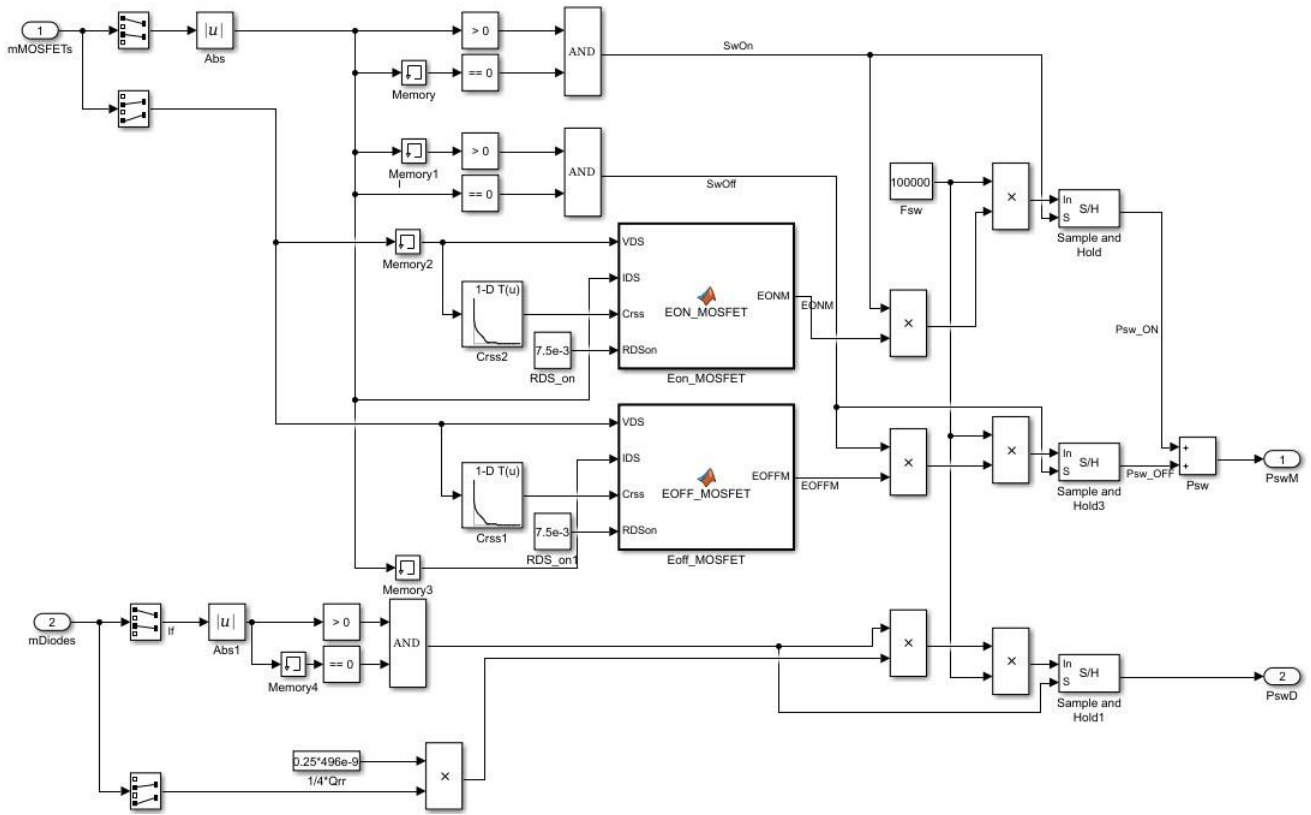 1
mMOSFETs
|u|
Abs
> 0
Memory
== 0
AND
SwOn
Memory1
> 0
== 0
AND
SwOff
100000
Fsw
×
In
S
S/H
Sample and
Hold
Memory2
1-D T(u)
Crss2
7.5e-3
RDS_on
VDS
IDS
Crss
RDSon
EON_MOSFET
EONM
Eon_MOSFET
EONM
×
Psw_ON
1-D T(u)
Crss1
7.5e-3
RDS_on1
VDS
IDS
Crss
RDSon
EOFF_MOSFET
EOFFM
Eoff_MOSFET
EOFFM
×
×
In
S
S/H
Sample and
Hold3
Psw_OFF
+
+
Psw
1
PswM
Memory3
2
mDiodes
If
|u|
Abs1
> 0
Memory4
== 0
AND
×
×
In
S
S/H
Sample and
Hold1
2
PswD
0.25*496e-9
1/4*Qrr
×